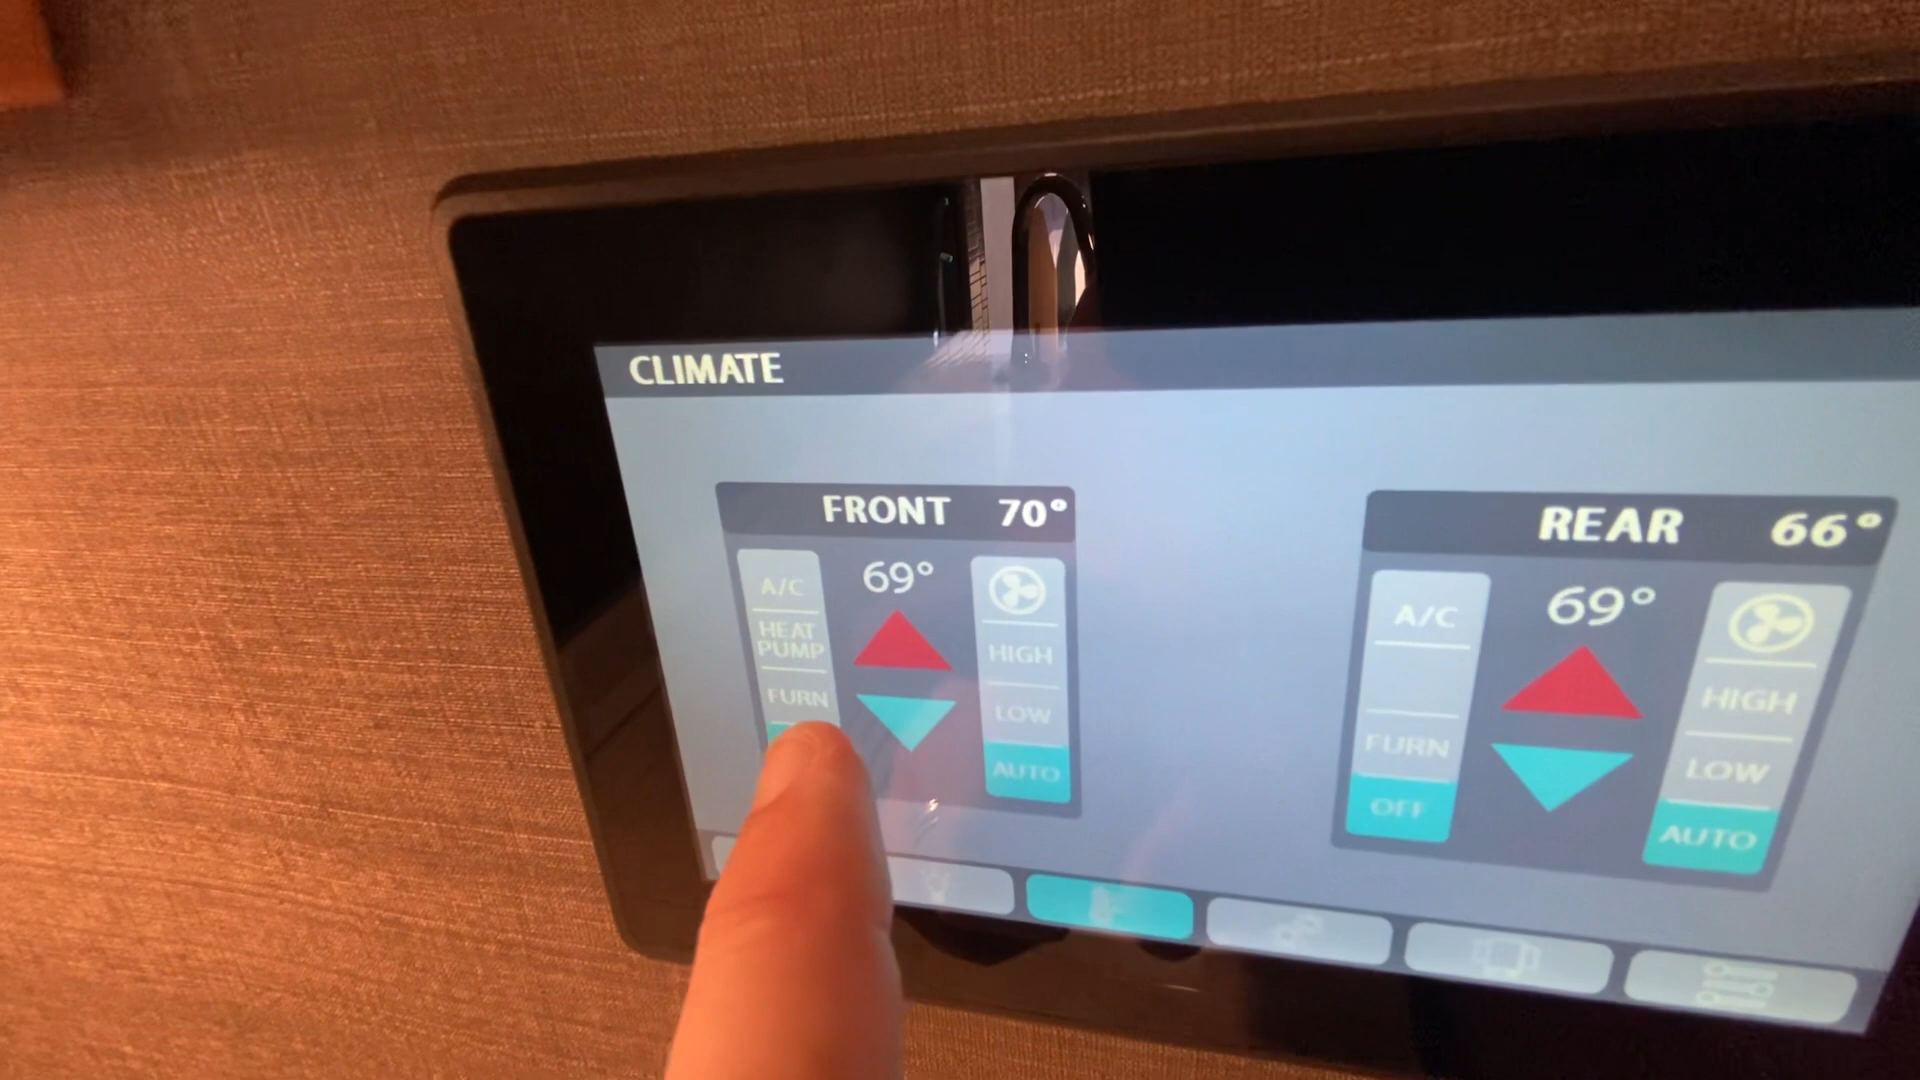 CLIMATE
FRONT 70°
A/C
HEAT
PUMP
FURN
69°
HIGH
LOW
AUTO
REAR 66°
A/C
FURN
OFF
69°
HIGH
LOW
AUTO